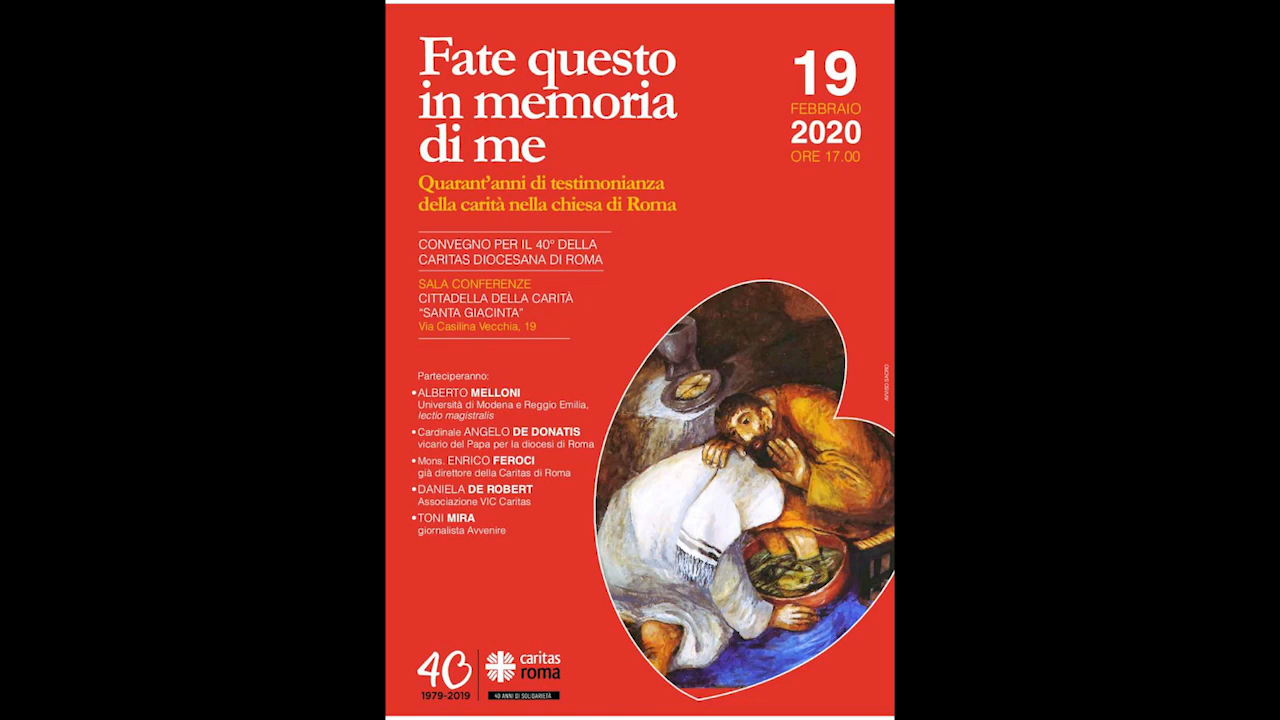 Fate questo
in memoria
di me
Quarant'anni di testimonianza
della carità nella chiesa di Roma
19
FEBBRAIO
2020
ORE 17.00
CONVEGNO PER IL 40° DELLA
CARITAS DIOCESANA DI ROMA
SALA CONFERENZE
CITTADELLA DELLA CARITÀ
“SANTA GIACINTA”
Via Casilina Vecchia, 19
Parteciperanno:
•ALBERTO MELLONI
Università di Modena e Reggio Emilia,
lectio magistralis
•Cardinale ANGELO DE DONATIS
vicario del Papa per la diocesi di Roma
•Mons. ENRICO FEROCI
già direttore della Caritas di Roma
•DANIELA DE ROBERT
Associazione VIC Caritas
•TONI MIRA
giornalista Avvenire
AVVISO SACRO
40
1979-2019
caritas
roma
40 ANNI DI SOLIDARIETÀ